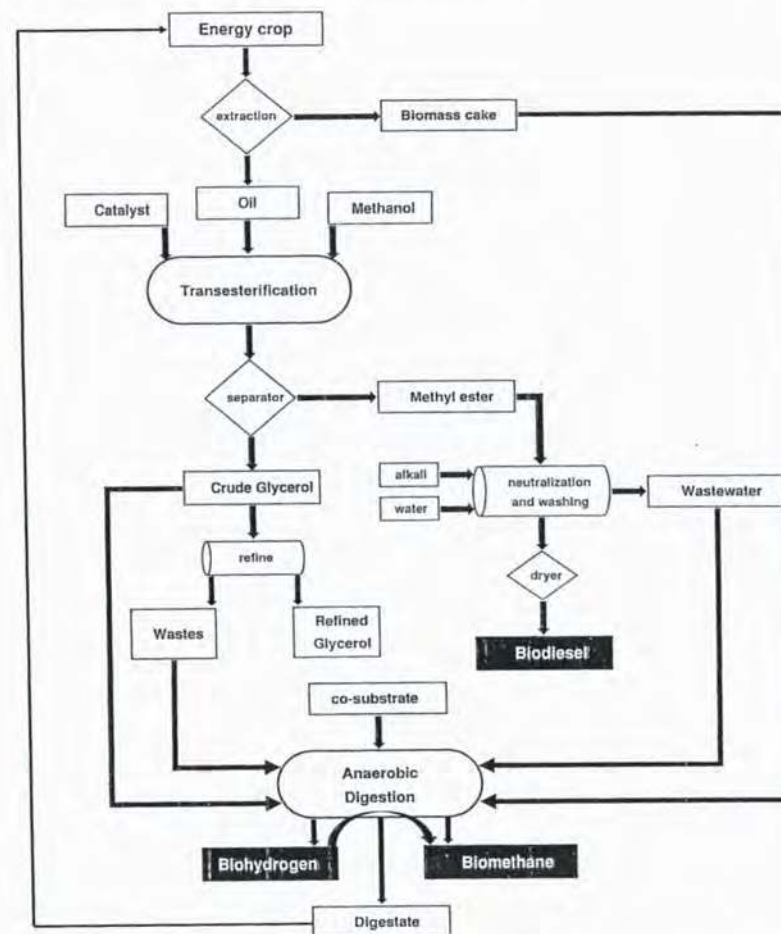 Energy crop
extraction
Biomass cake
Catalyst
Oil
Methanol
Transesterification
separator
Methyl ester
Crude Glycerol
alkali
water
neutralization
and washing
Wastewater
refine
dryer
Wastes
Refined
Glycerol
Biodiesel
co-substrate
Anaerobic
Digestion
Biohydrogen
Biomethane
Digestate